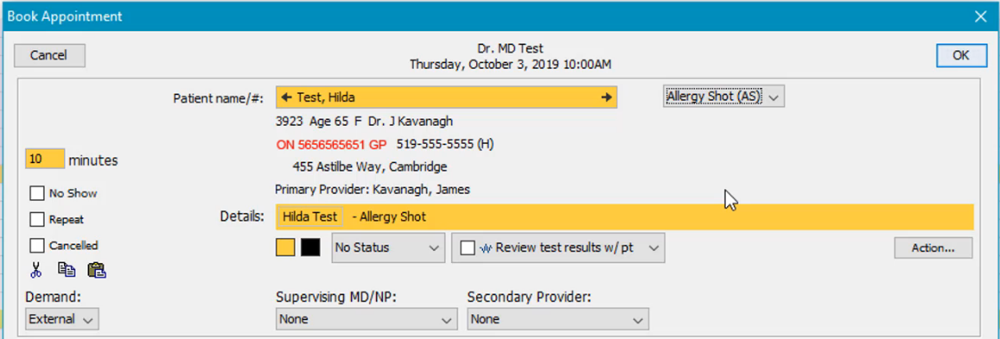 Book Appointment
Cancel
Dr. MD Test
Thursday, October 3, 2019 10:00AM
OK
Patient name/#:
Test, Hilda
Allergy Shot (AS)
3923 Age 65 F Dr. J Kavanagh
ON 5656565651 GP 519-555-5555 (H)
10 minutes
455 Astilbe Way, Cambridge
Primary Provider: Kavanagh, James
No Show
Repeat
Details:
Hilda Test - Allergy Shot
Cancelled
No Status
Review test results w/ pt
Action...
Demand:
Supervising MD/NP:
Secondary Provider:
External
None
None